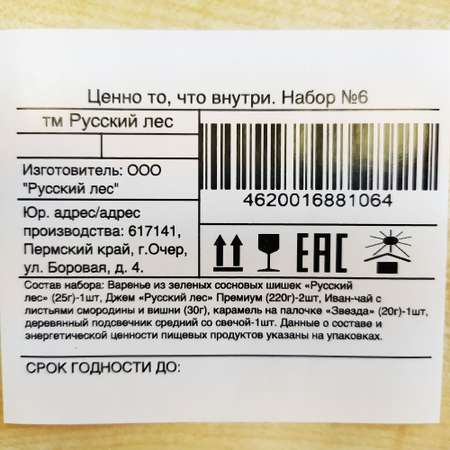 Ценно то, что внутри. Набор №6
тм Русский лес
Изготовитель: ООО
"Русский лес"
Юр. адрес/адрес
производства: 617141,
Пермский край, г.Очер,
ул. Боровая, д. 4.
4620016881064
EAC
Состав набора: Варенье из зеленых сосновых шишек «Русский
лес» (25г)-1шт, Джем «Русский лес» Премиум (220г)-2шт, Иван-чай с
листьями смородины и вишни (30г), карамель на палочке «Звезда» (20г)-1шт,
деревянный подсвечник средний со свечой-1шт. Данные о составе и
энергетической ценности пищевых продуктов указаны на упаковках.
СРОК ГОДНОСТИ ДО: